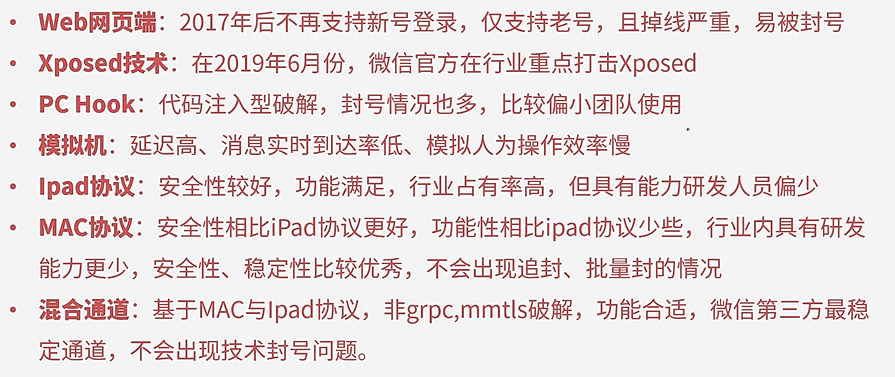 • Web网页端：2017年后不再支持新号登录，仅支持老号，且掉线严重，易被封号
• Xposed技术：在2019年6月份，微信官方在行业重点打击Xposed
• PC Hook：代码注入型破解，封号情况也多，比较偏小团队使用
• 模拟机：延迟高、消息实时到达率低、模拟人为操作效率慢
• Ipad协议：安全性较好，功能满足，行业占有率高，但具有能力研发人员偏少
• MAC协议：安全性相比iPad协议更好，功能性相比ipad协议少些，行业内具有研发
能力更少，安全性、稳定性比较优秀，不会出现追封、批量封的情况
• 混合通道：基于MAC与Ipad协议，非grpc,mmtls破解，功能合适，微信第三方最稳
定通道，不会出现技术封号问题。